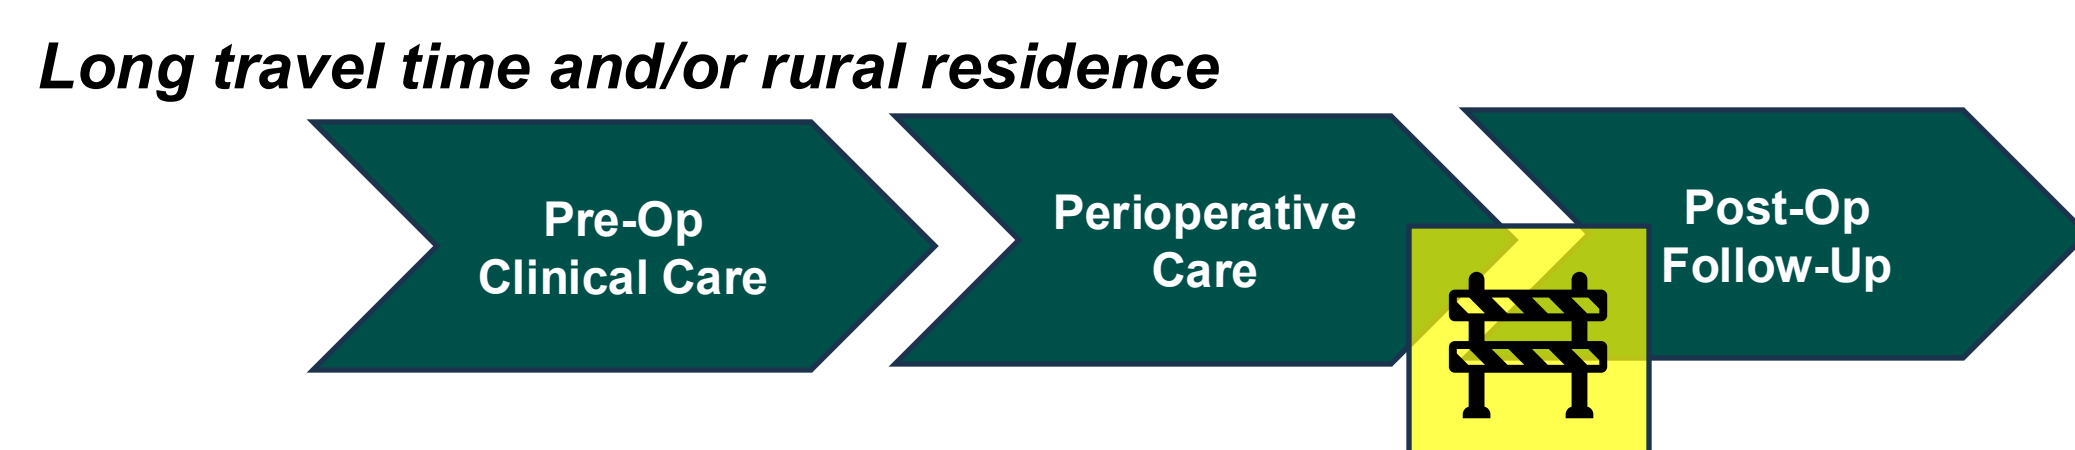 Long travel time and/or rural residence
Pre-Op
Clinical Care
Perioperative
Care
Post-Op
Follow-Up